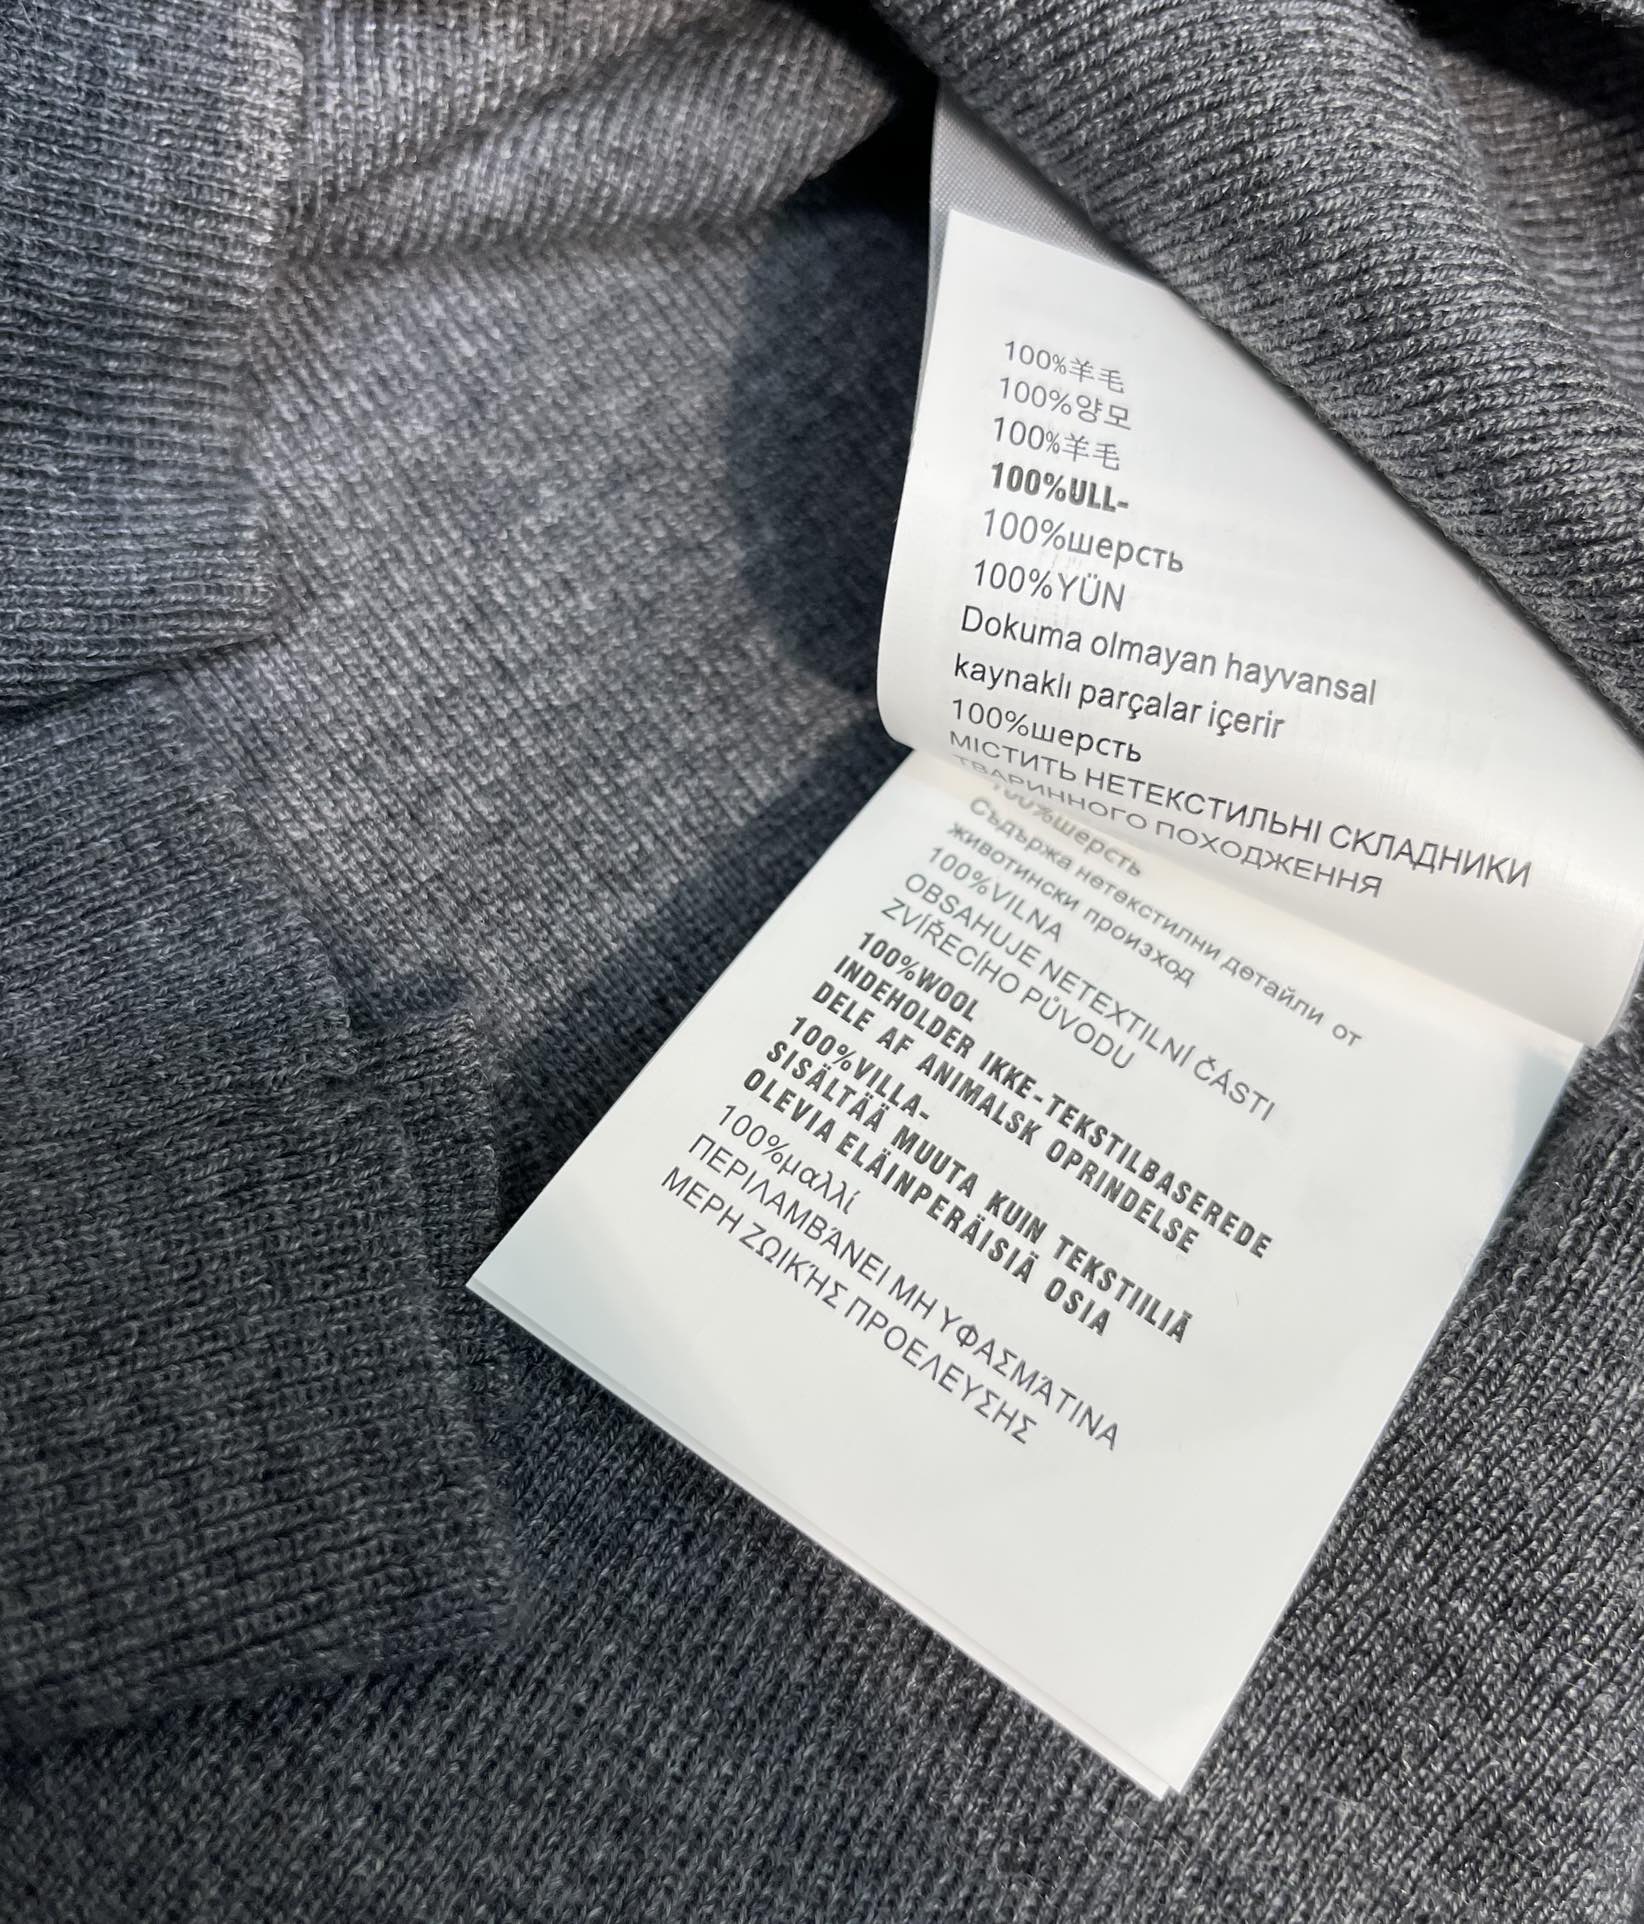 100%羊毛
100%양모
100%羊毛
100%ULL-
100%шерсть
100%YÜN
Dokuma olmayan hayvansal
kaynaklı parçalar içerir
100%шерсть
МІСТИТЬ НЕТЕКСТИЛЬНІ СКЛАДНИКИ
ТВАРИННОГО ПОХОДЖЕННЯ
100%шерсть
Съдържа нетекстилни детайли от
животински произход
100%VILNA
OBSAHUJE NETEXTILNÍ ČÁSTI
ZVÍŘECÍHO PŮVODU
100%WOOL
INDEHOLDER IKKE-TEKSTILBASEREDE
DELE AF ANIMALSK OPRINDELSE
100%VILLA-
SISÄLTÄÄ MUUTA KUIN TEKSTIILIÄ
OLEVIA ELÄINPERÄISIÄ OSIA
100%μαλλί
ΠΕΡΙΛΑΜΒΆΝΕΙ ΜΗ ΥΦΑΣΜΆΤΙΝΑ
ΜΕΡΗ ΖΩΙΚΉΣ ΠΡΟΕΛΕΥΣΗΣ